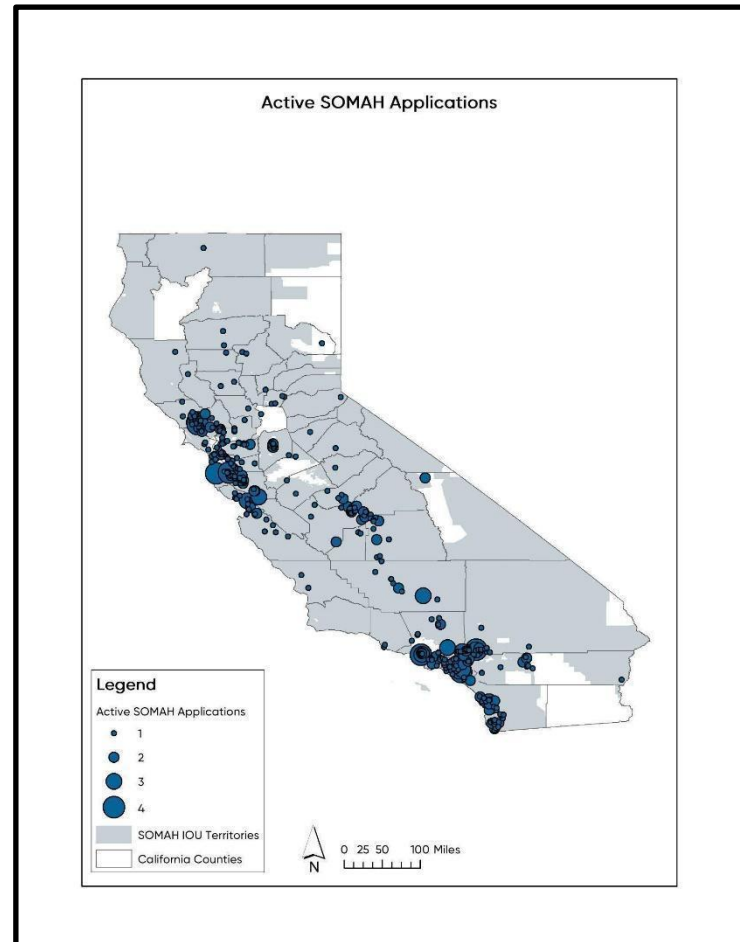 Active SOMAH Applications
Legend
Active SOMAH Applications
1
2
3
4
SOMAH IOU Territories
California Counties
N
0 25 50 100 Miles